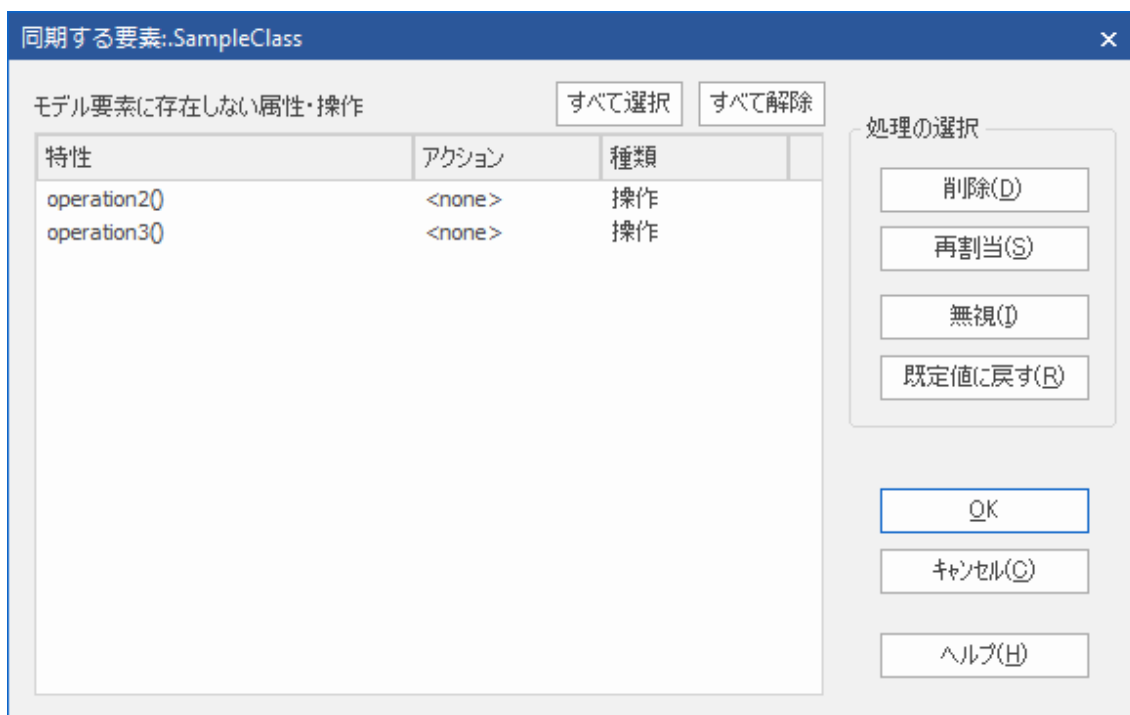 同期する要素:.SampleClass
モデル要素に存在しない属性・操作
すべて選択
すべて解除
特性 アクション 種類
operation2() <none> 操作
operation3() <none> 操作
処理の選択
削除(D)
再割当(S)
無視(I)
既定値に戻す(R)
OK
キャンセル(C)
ヘルプ(H)